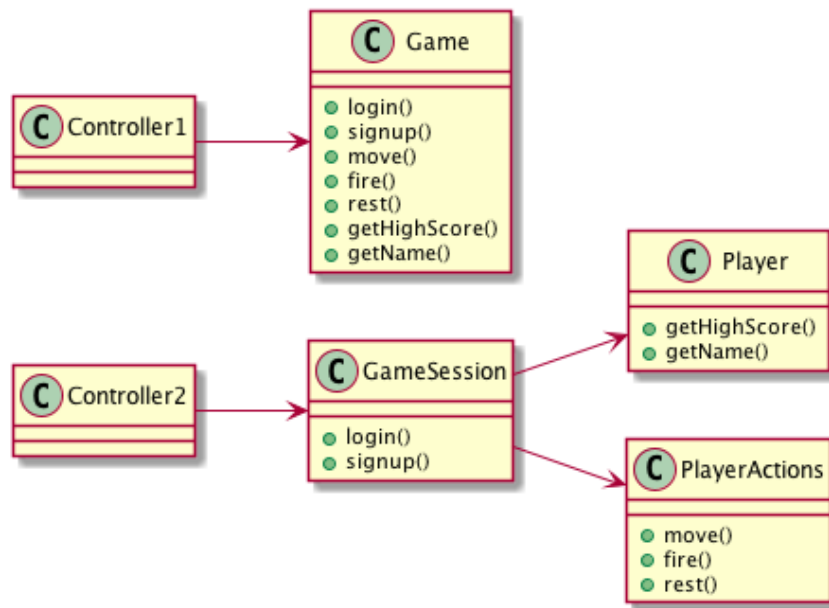 C Game
login()
signup()
move()
fire()
rest()
getHighScore()
getName()
C Controller1
C Player
getHighScore()
getName()
C GameSession
login()
signup()
C Controller2
C PlayerActions
move()
fire()
rest()